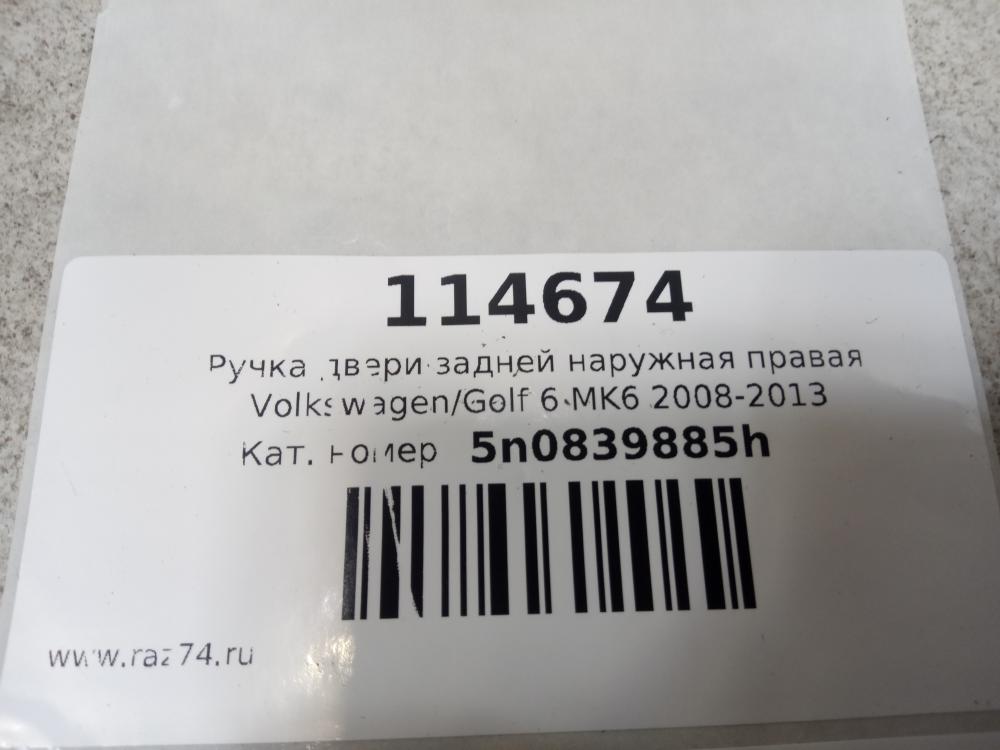 114674
Ручка двери задней наружная правая
Volkswagen/Golf 6 MK6 2008-2013
Кат. номер 5n0839885h
www.raz74.ru